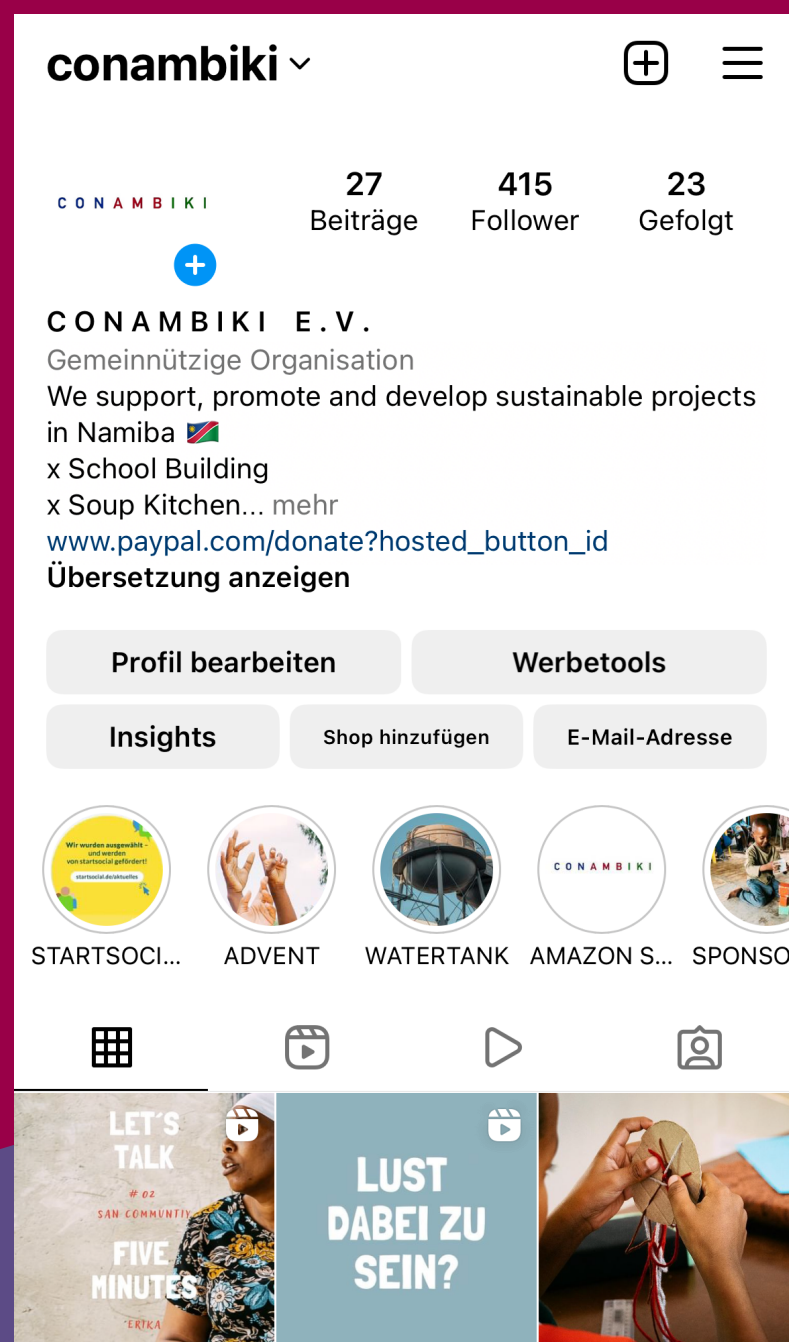 conambiki
27 415 23
Beiträge Follower Gefolgt
CONAMBIKI
CONAMBIKI E.V.
Gemeinnützige Organisation
We support, promote and develop sustainable projects
in Namiba 🇳🇦
x School Building
x Soup Kitchen... mehr
www.paypal.com/donate?hosted_button_id
Übersetzung anzeigen
Profil bearbeiten Werbetools
Insights Shop hinzufügen E-Mail-Adresse
Wir wurden ausgewählt –
und werden
von startsocial gefördert!
startsocial.de/aktuelles
CONAMBIKI
STARTSOCI... ADVENT WATERTANK AMAZON S... SPONSO
LET'S
TALK
# 02
SAN COMMUNTIY
FIVE
MINUTES
ERIKA
LUST
DABEI ZU
SEIN?